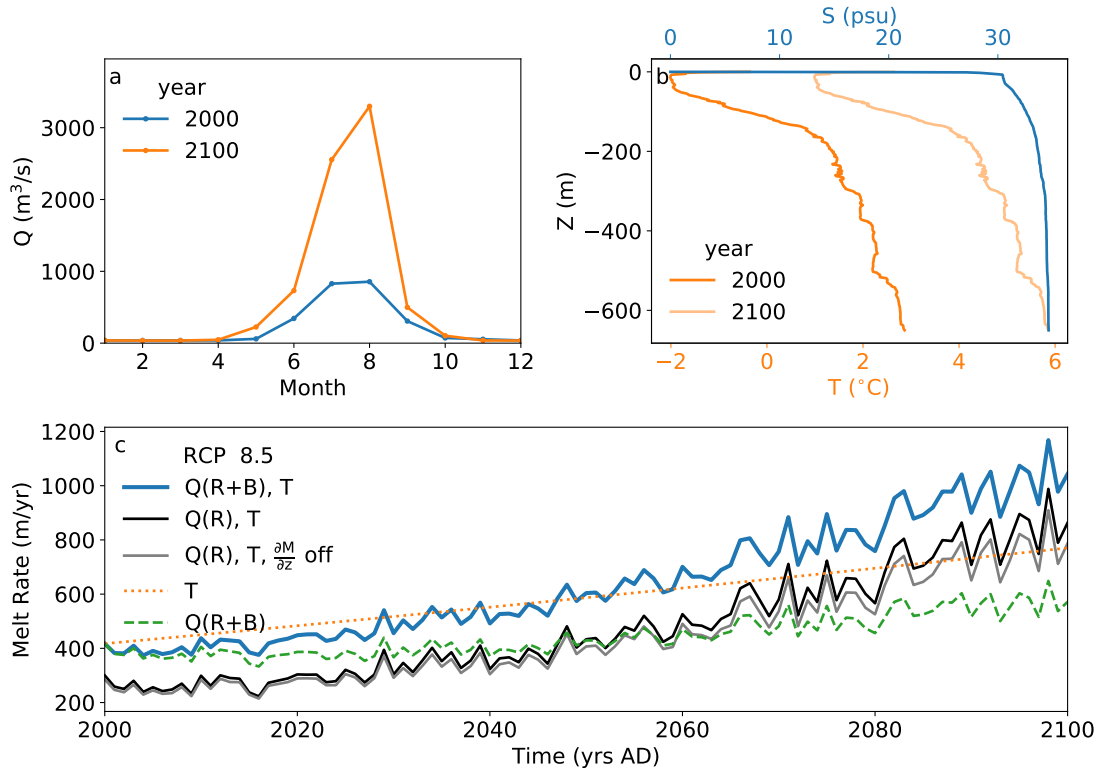 a
year
2000
2100
Q (m³/s)
3000
2000
1000
0
2 4 6 8 10 12
Month
S (psu)
0 10 20 30
b
Z (m)
0
−200
−400
−600
year
2000
2100
−2 0 2 4 6
T (°C)
c
Melt Rate (m/yr)
1200
1000
800
600
400
200
RCP 8.5
Q(R+B), T
Q(R), T
Q(R), T, ∂M/∂z off
T
Q(R+B)
2000 2020 2040 2060 2080 2100
Time (yrs AD)